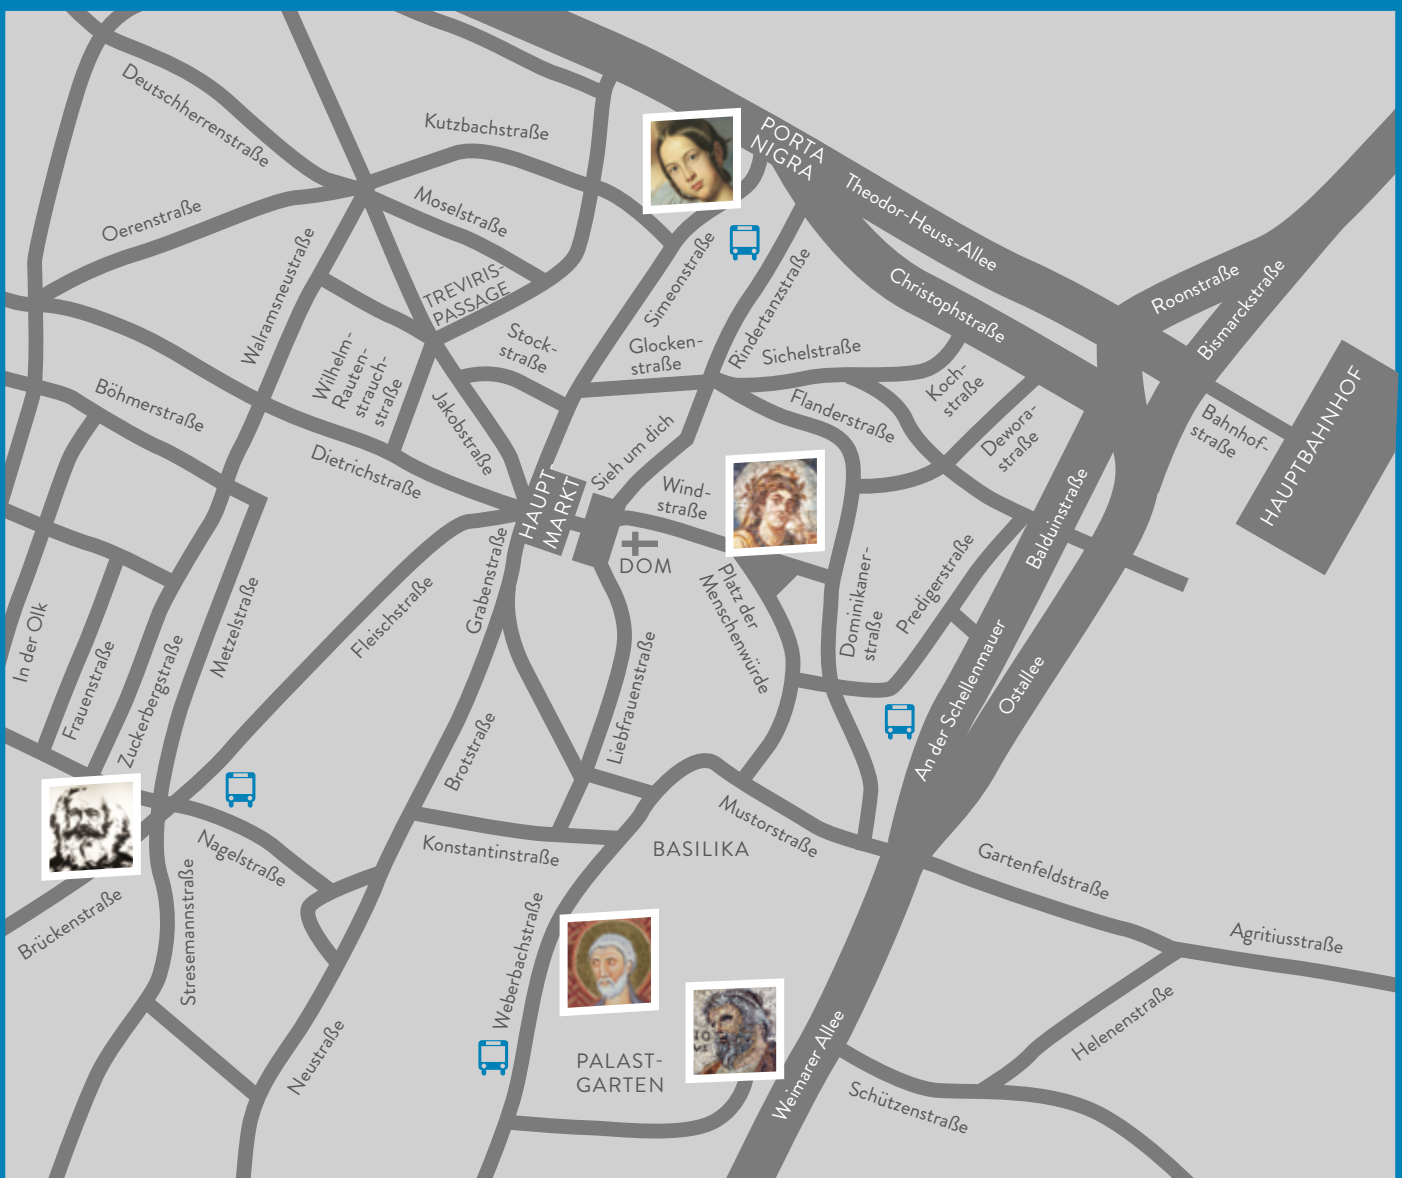 Deutschherrenstraße
Kutzbachstraße
PORTA
NIGRA
Theodor-Heuss-Allee
Oerenstraße
Moselstraße
Walramsneustraße
TREVIRIS-
PASSAGE
Simeonstraße
Rindertanzstraße
Christophstraße
Roonstraße
Bismarckstraße
Stock-
straße
Glocken-
straße
Sichelstraße
Wilhelm-
Rauten-
strauch-
straße
Koch-
straße
Böhmerstraße
Jakobstraße
Flanderstraße
Dewora-
straße
Bahnhof-
straße
HAUPTBAHNHOF
Dietrichstraße
Sieh um dich
HAUPT
MARKT
Wind-
straße
Balduinstraße
DOM
Grabenstraße
Fleischstraße
Platz der
Menschenwürde
Dominikaner-
straße
Predigerstraße
In der Olk
Frauenstraße
Zuckerbergstraße
Metzelstraße
Liebfrauenstraße
An der Schellenmauer
Ostallee
Brotstraße
Nagelstraße
Konstantinstraße
BASILIKA
Mustorstraße
Gartenfeldstraße
Brückenstraße
Stresemannstraße
Weberbachstraße
Agritiusstraße
IO
VI
Neustraße
PALAST-
GARTEN
Weimarer Allee
Helenenstraße
Schützenstraße